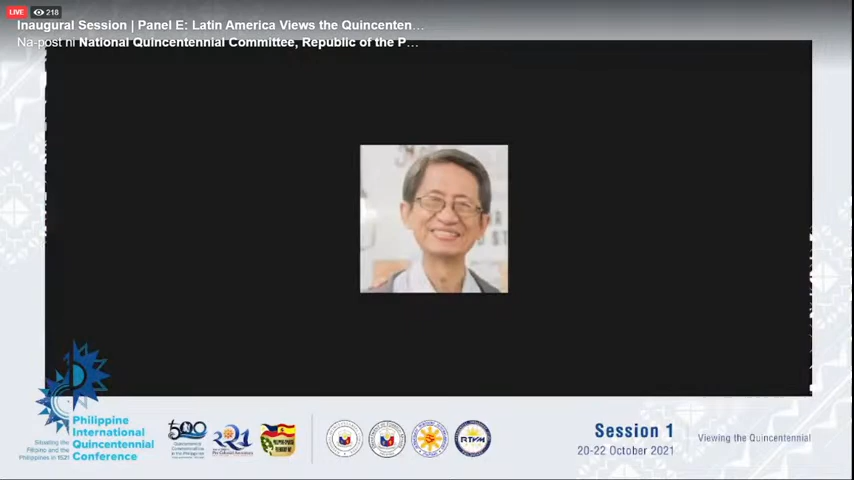 LIVE
218
Inaugural Session | Panel E: Latin America Views the Quincenten…
Na-post ni National Quincentennial Committee, Republic of the P…
Philippine
International
Quincentennial
Conference
Situating the
Filipino and the
Philippines in 1521
500
2021
RTVM
Session 1
20-22 October 2021
Viewing the Quincentennial